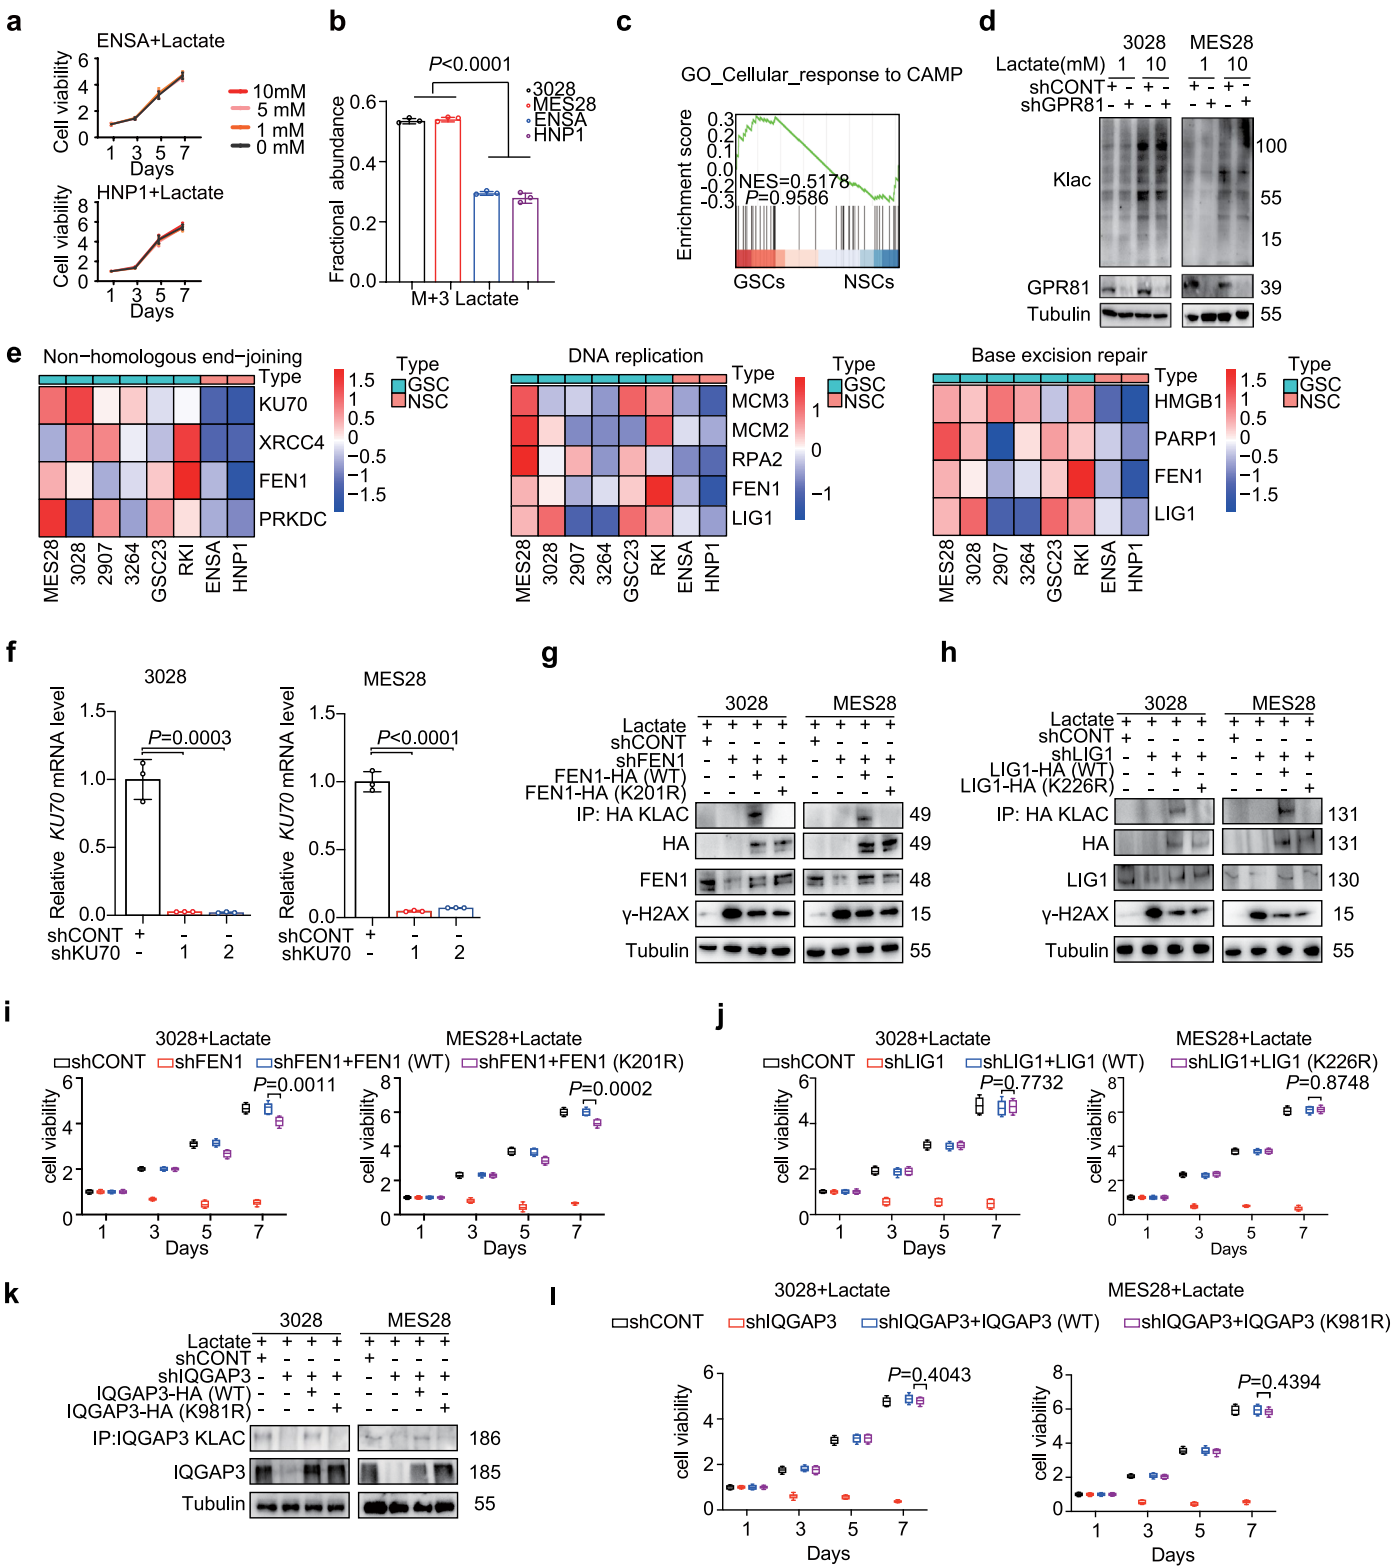 a
ENSA+Lactate
Cell viability
6
4
2
0
1 3 5 7
Days
10mM
5 mM
1 mM
0 mM
HNP1+Lactate
Cell viability
8
6
4
2
0
1 3 5 7
Days
b
P<0.0001
3028
MES28
ENSA
HNP1
Fractional abundance
0.6
0.4
0.2
0.0
M+3 Lactate
c
GO_Cellular_response to CAMP
Enrichment score
0.3
0.2
0.1
0.0
-0.2
-0.3
NES=0.5178
P=0.9586
GSCs NSCs
d
3028 MES28
Lactate(mM) 1 10 1 10
shCONT + - + - + - + -
shGPR81 - + - + - + - +
Klac
100
55
15
GPR81 39
Tubulin 55
e
Non−homologous end−joining
Type
KU70
XRCC4
FEN1
PRKDC
MES28 3028 2907 3264 GSC23 RKI ENSA HNP1
1.5
1
0.5
0
−0.5
−1
−1.5
Type
GSC
NSC
DNA replication
Type
MCM3
MCM2
RPA2
FEN1
LIG1
MES28 3028 2907 3264 GSC23 RKI ENSA HNP1
1
0
−1
Type
GSC
NSC
Base excision repair
Type
HMGB1
PARP1
FEN1
LIG1
MES28 3028 2907 3264 GSC23 RKI ENSA HNP1
1.5
1
0.5
0
−0.5
−1
−1.5
Type
GSC
NSC
f
3028
Relative KU70 mRNA level
1.5
1.0
0.5
0.0
P=0.0003
shCONT + - -
shKU70 - 1 2
MES28
Relative KU70 mRNA level
1.5
1.0
0.5
0.0
P<0.0001
shCONT + - -
shKU70 - 1 2
g
3028 MES28
Lactate + + + + + + + +
shCONT + - - - + - - -
shFEN1 - + + + - + + +
FEN1-HA (WT) - - + - - - + -
FEN1-HA (K201R) - - - + - - - +
IP: HA KLAC 49
HA 49
FEN1 48
γ-H2AX 15
Tubulin 55
h
3028 MES28
Lactate + + + + + + + +
shCONT + - - - + - - -
shLIG1 - + + + - + + +
LIG1-HA (WT) - - + - - - + -
LIG1-HA (K226R) - - - + - - - +
IP: HA KLAC 131
HA 131
LIG1 130
γ-H2AX 15
Tubulin 55
i
3028+Lactate MES28+Lactate
shCONT shFEN1 shFEN1+FEN1 (WT) shFEN1+FEN1 (K201R)
cell viability
6
4
2
0
P=0.0011
1 3 5 7
Days
cell viability
8
6
4
2
0
P=0.0002
1 3 5 7
Days
j
3028+Lactate MES28+Lactate
shCONT shLIG1 shLIG1+LIG1 (WT) shLIG1+LIG1 (K226R)
cell viability
6
4
2
0
P=0.7732
1 3 5 7
Days
cell viability
8
6
4
2
0
P=0.8748
1 3 5 7
Days
k
3028 MES28
Lactate + + + + + + + +
shCONT + - - - + - - -
shIQGAP3 - + + + - + + +
IQGAP3-HA (WT) - - + - - - + -
IQGAP3-HA (K981R) - - - + - - - +
IP:IQGAP3 KLAC 186
IQGAP3 185
Tubulin 55
l
3028+Lactate MES28+Lactate
shCONT shIQGAP3 shIQGAP3+IQGAP3 (WT) shIQGAP3+IQGAP3 (K981R)
cell viability
6
4
2
0
P=0.4043
1 3 5 7
Days
cell viability
8
6
4
2
0
P=0.4394
1 3 5 7
Days